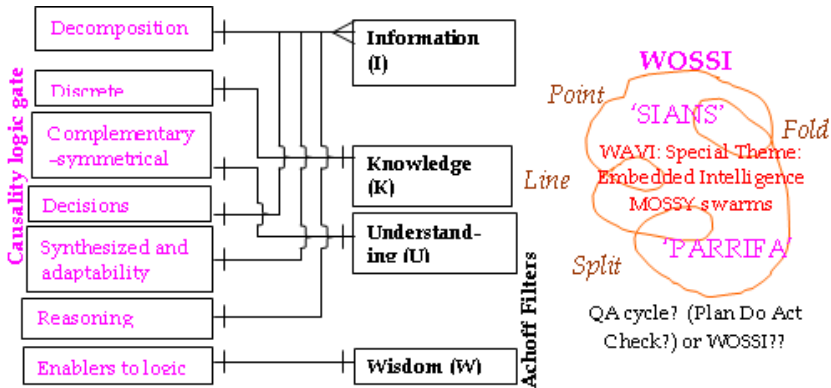 Causality logic gate
Decomposition
Discrete
Complementary
-symmetrical
Decisions
Synthesized and
adaptability
Reasoning
Enablers to logic
Information
(I)
Knowledge
(K)
Understand-
ing (U)
Wisdom (W)
Achoff Filters
WOSSI
Point
'SIANS'
Fold
WAVI: Special Theme:
Line
Embedded Intelligence
MOSSY swarms
'PARRIFA'
Split
QA cycle? (Plan Do Act
Check?) or WOSSI??